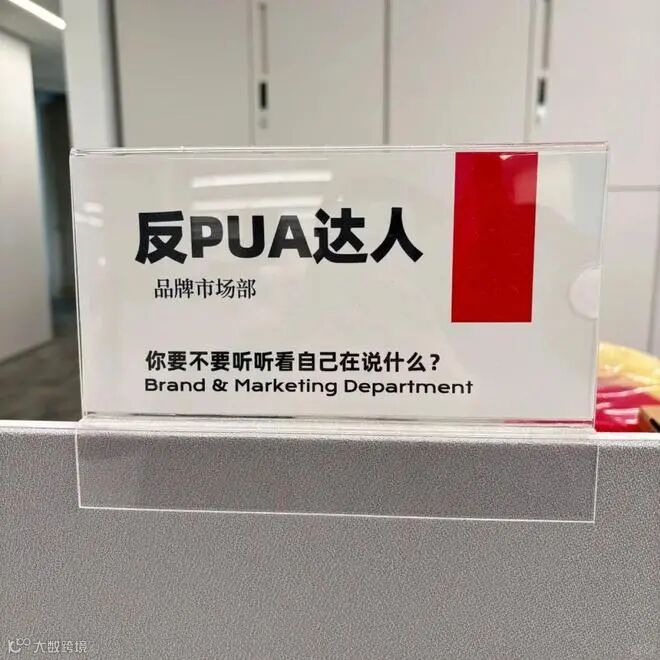 反PUA达人
品牌市场部
你要不要听听看自己在说什么？
Brand & Marketing Department
大数跨境